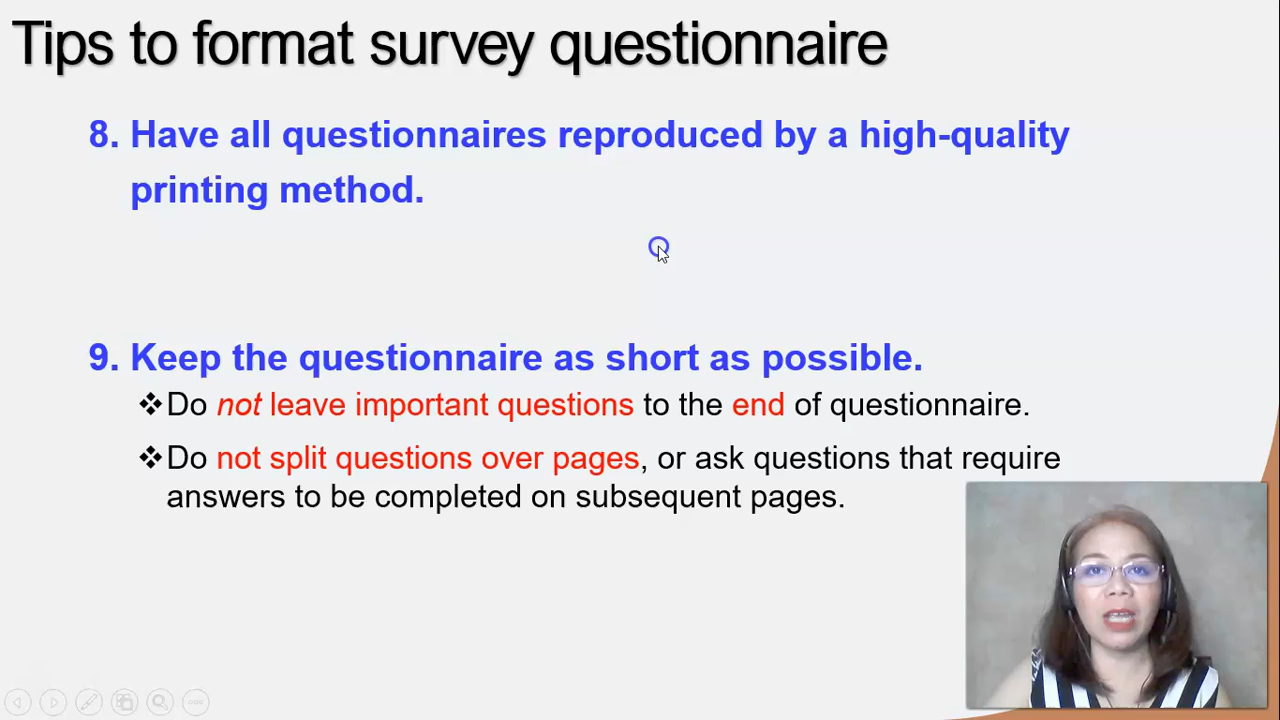 Tips to format survey questionnaire
8. Have all questionnaires reproduced by a high-quality
printing method.
9. Keep the questionnaire as short as possible.
❖Do not leave important questions to the end of questionnaire.
❖Do not split questions over pages, or ask questions that require
answers to be completed on subsequent pages.